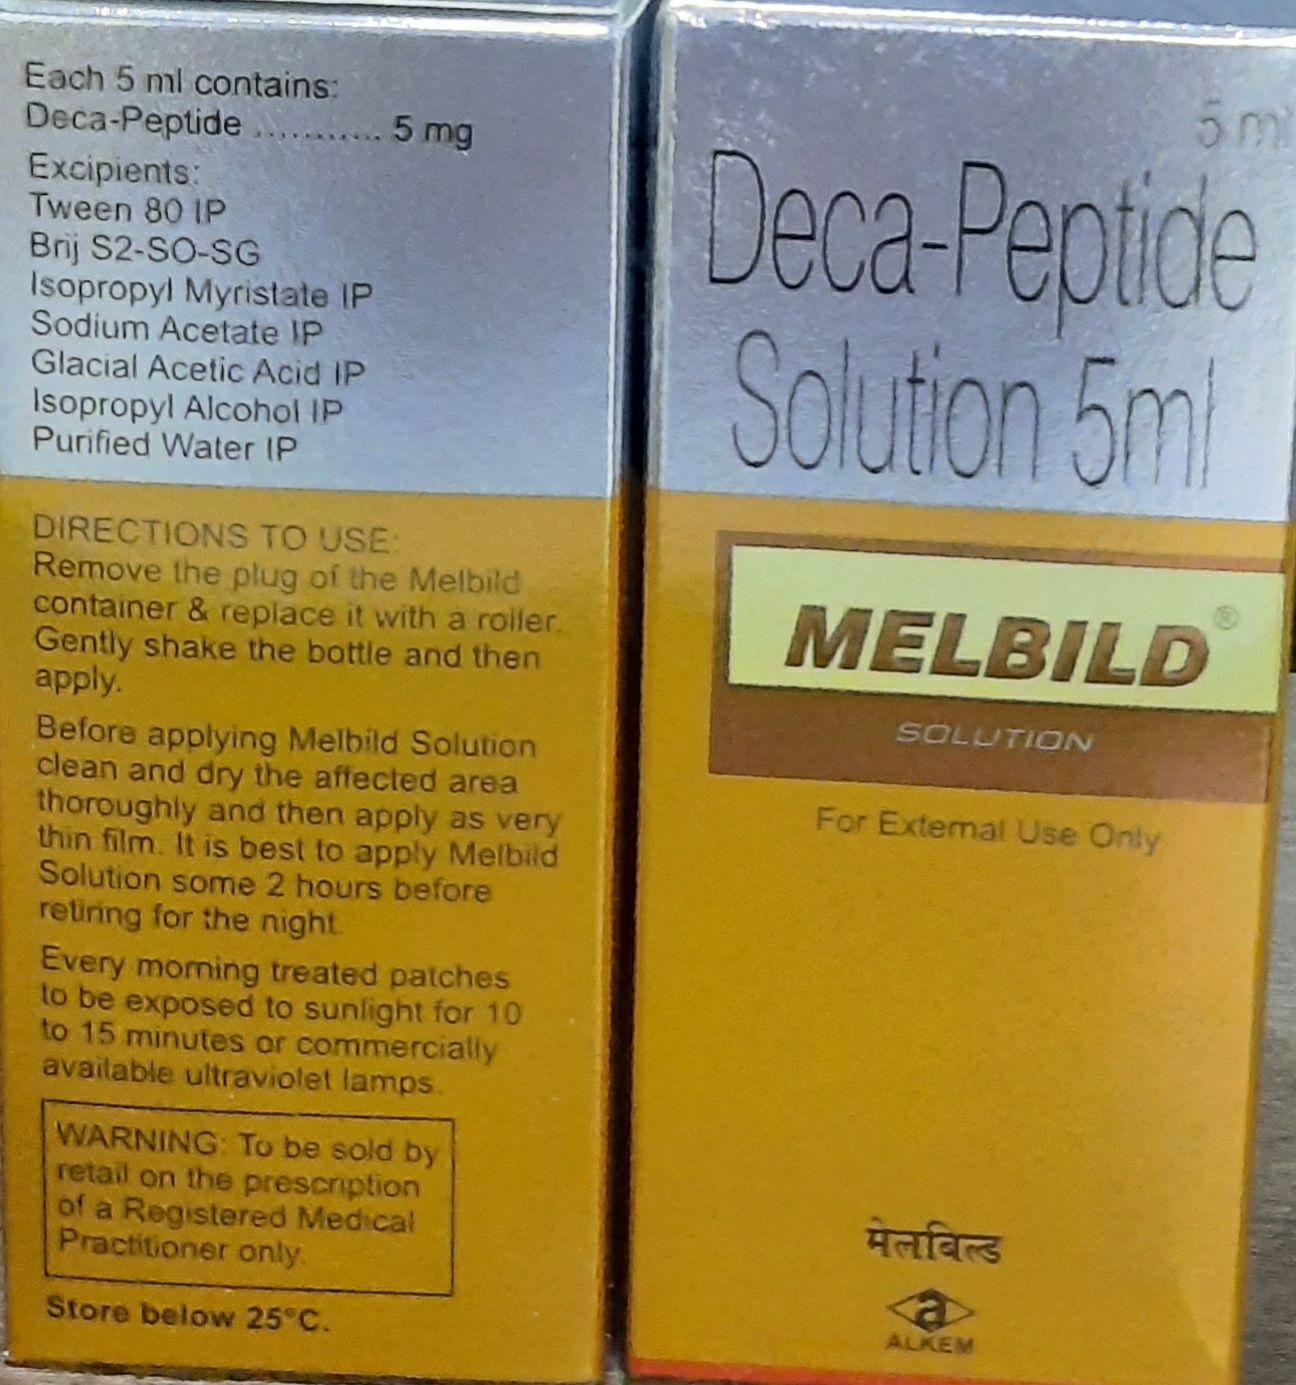 Each 5 ml contains:
Deca-Peptide ............ 5 mg
Excipients:
Tween 80 IP
Brij S2-SO-SG
Isopropyl Myristate IP
Sodium Acetate IP
Glacial Acetic Acid IP
Isopropyl Alcohol IP
Purified Water IP
DIRECTIONS TO USE:
Remove the plug of the Melbild
container & replace it with a roller.
Gently shake the bottle and then
apply.
Before applying Melbild Solution
clean and dry the affected area
thoroughly and then apply as very
thin film. It is best to apply Melbild
Solution some 2 hours before
retiring for the night.
Every morning treated patches
to be exposed to sunlight for 10
to 15 minutes or commercially
available ultraviolet lamps.
WARNING: To be sold by
retail on the prescription
of a Registered Medical
Practitioner only.
Store below 25°C.
5 ml
Deca-Peptide
Solution 5ml
MELBILD®
SOLUTION
For External Use Only
मेलबिल्ड
a
ALKEM